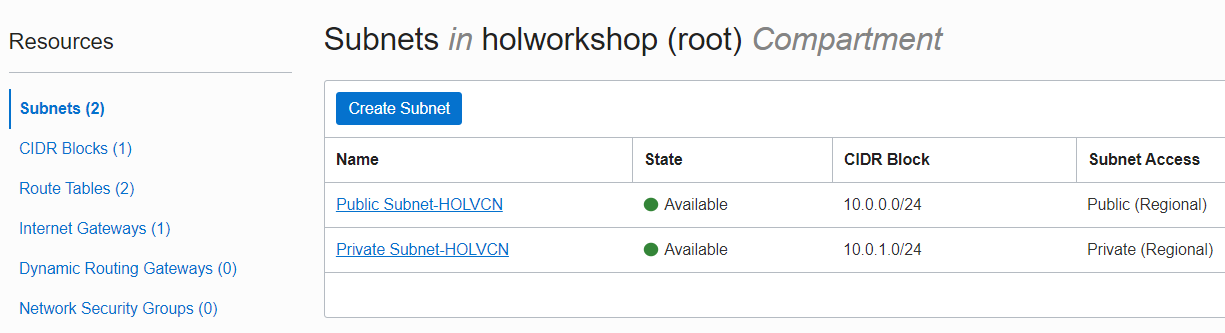 Resources
Subnets (2)
CIDR Blocks (1)
Route Tables (2)
Internet Gateways (1)
Dynamic Routing Gateways (0)
Network Security Groups (0)
Subnets in holworkshop (root) Compartment
Create Subnet
Name State CIDR Block Subnet Access
Public Subnet-HOLVCN Available 10.0.0.0/24 Public (Regional)
Private Subnet-HOLVCN Available 10.0.1.0/24 Private (Regional)